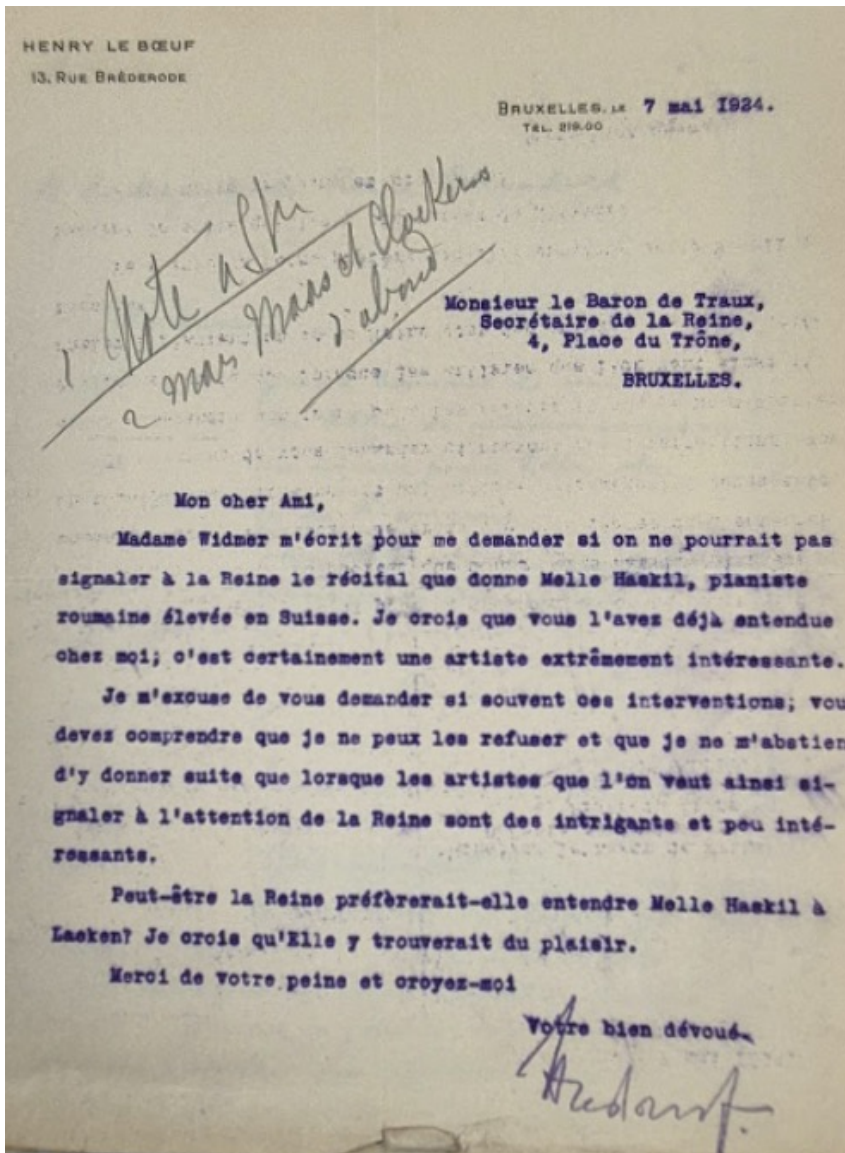 HENRY LE BŒUF
13, RUE BRÉDERODE
BRUXELLES, LE 7 mai 1924.
TÉL. 219.00
1 Note a
2 mais Maas et Clockers
d'abord
Monsieur le Baron de Traux,
Secrétaire de la Reine,
4, Place du Trône,
BRUXELLES.
Mon cher Ami,
Madame Widmer m'écrit pour me demander si on ne pourrait pas
signaler à la Reine le récital que donne Melle Haskil, pianiste
roumaine élevée en Suisse. Je crois que vous l'avez déjà entendue
chez moi; c'est certainement une artiste extrêmement intéressante.
Je m'excuse de vous demander si souvent ces interventions; vou
devez comprendre que je ne peux les refuser et que je ne m'abstien
d'y donner suite que lorsque les artistes que l'on veut ainsi si-
gnaler à l'attention de la Reine sont des intrigants et peu inté-
ressants.
Peut-être la Reine préfèrerait-elle entendre Melle Haskil à
Laeken? Je crois qu'Elle y trouverait du plaisir.
Merci de votre peine et croyez-moi
Votre bien dévoué.